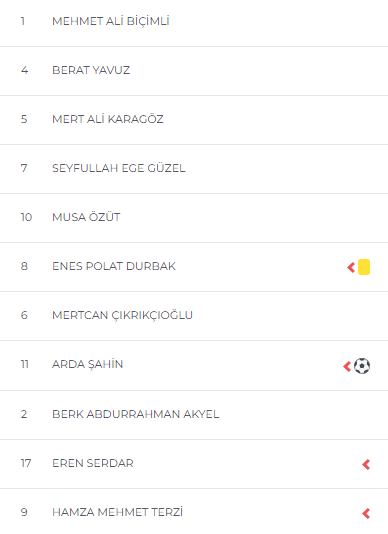 1 MEHMET ALİ BİÇİMLİ
4 BERAT YAVUZ
5 MERT ALİ KARAGÖZ
7 SEYFULLAH EGE GÜZEL
10 MUSA ÖZÜT
8 ENES POLAT DURBAK
6 MERTCAN ÇIKRIKÇIOĞLU
11 ARDA ŞAHİN
2 BERK ABDURRAHMAN AKYEL
17 EREN SERDAR
9 HAMZA MEHMET TERZİ